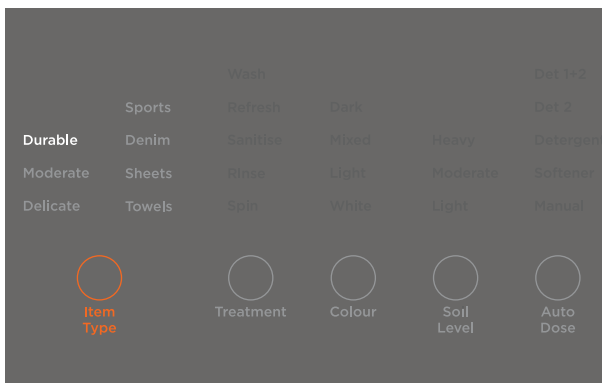 Wash
Det 1+2
Sports
Refresh
Dark
Det 2
Durable
Denim
Sanitise
Mixed
Heavy
Detergen
Moderate
Sheets
Rinse
Light
Moderate
Softener
Delicate
Towels
Spin
White
Light
Manual
Item
Type
Treatment
Colour
Soil
Level
Auto
Dose